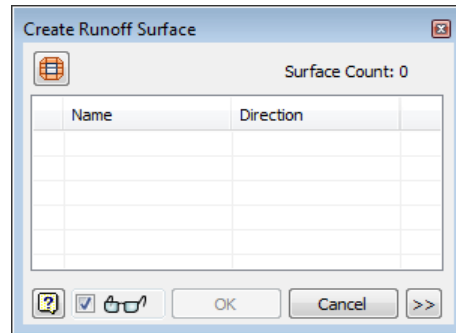 Create Runoff Surface
Surface Count: 0
Name Direction
? OK Cancel >>